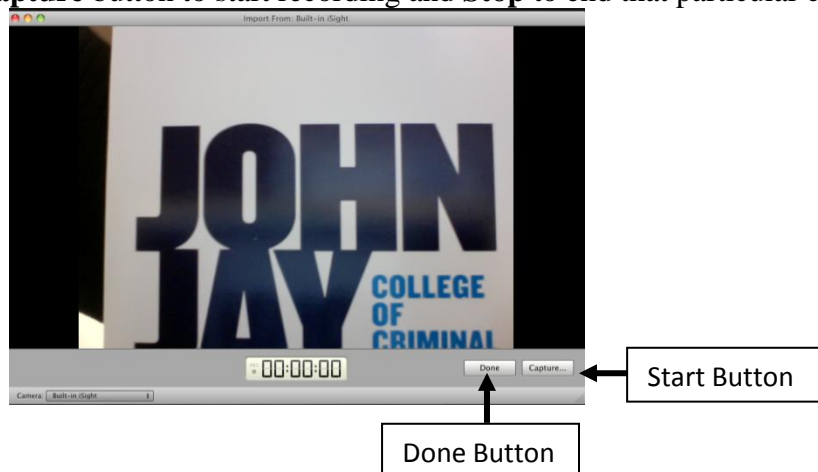 apture button to start recording and Stop to end that particular
Import From: Built-in iSight
JOHN
JAY
COLLEGE
OF
CRIMINAL
00:00:00
Done
Capture...
Start Button
Camera: Built-in iSight
Done Button